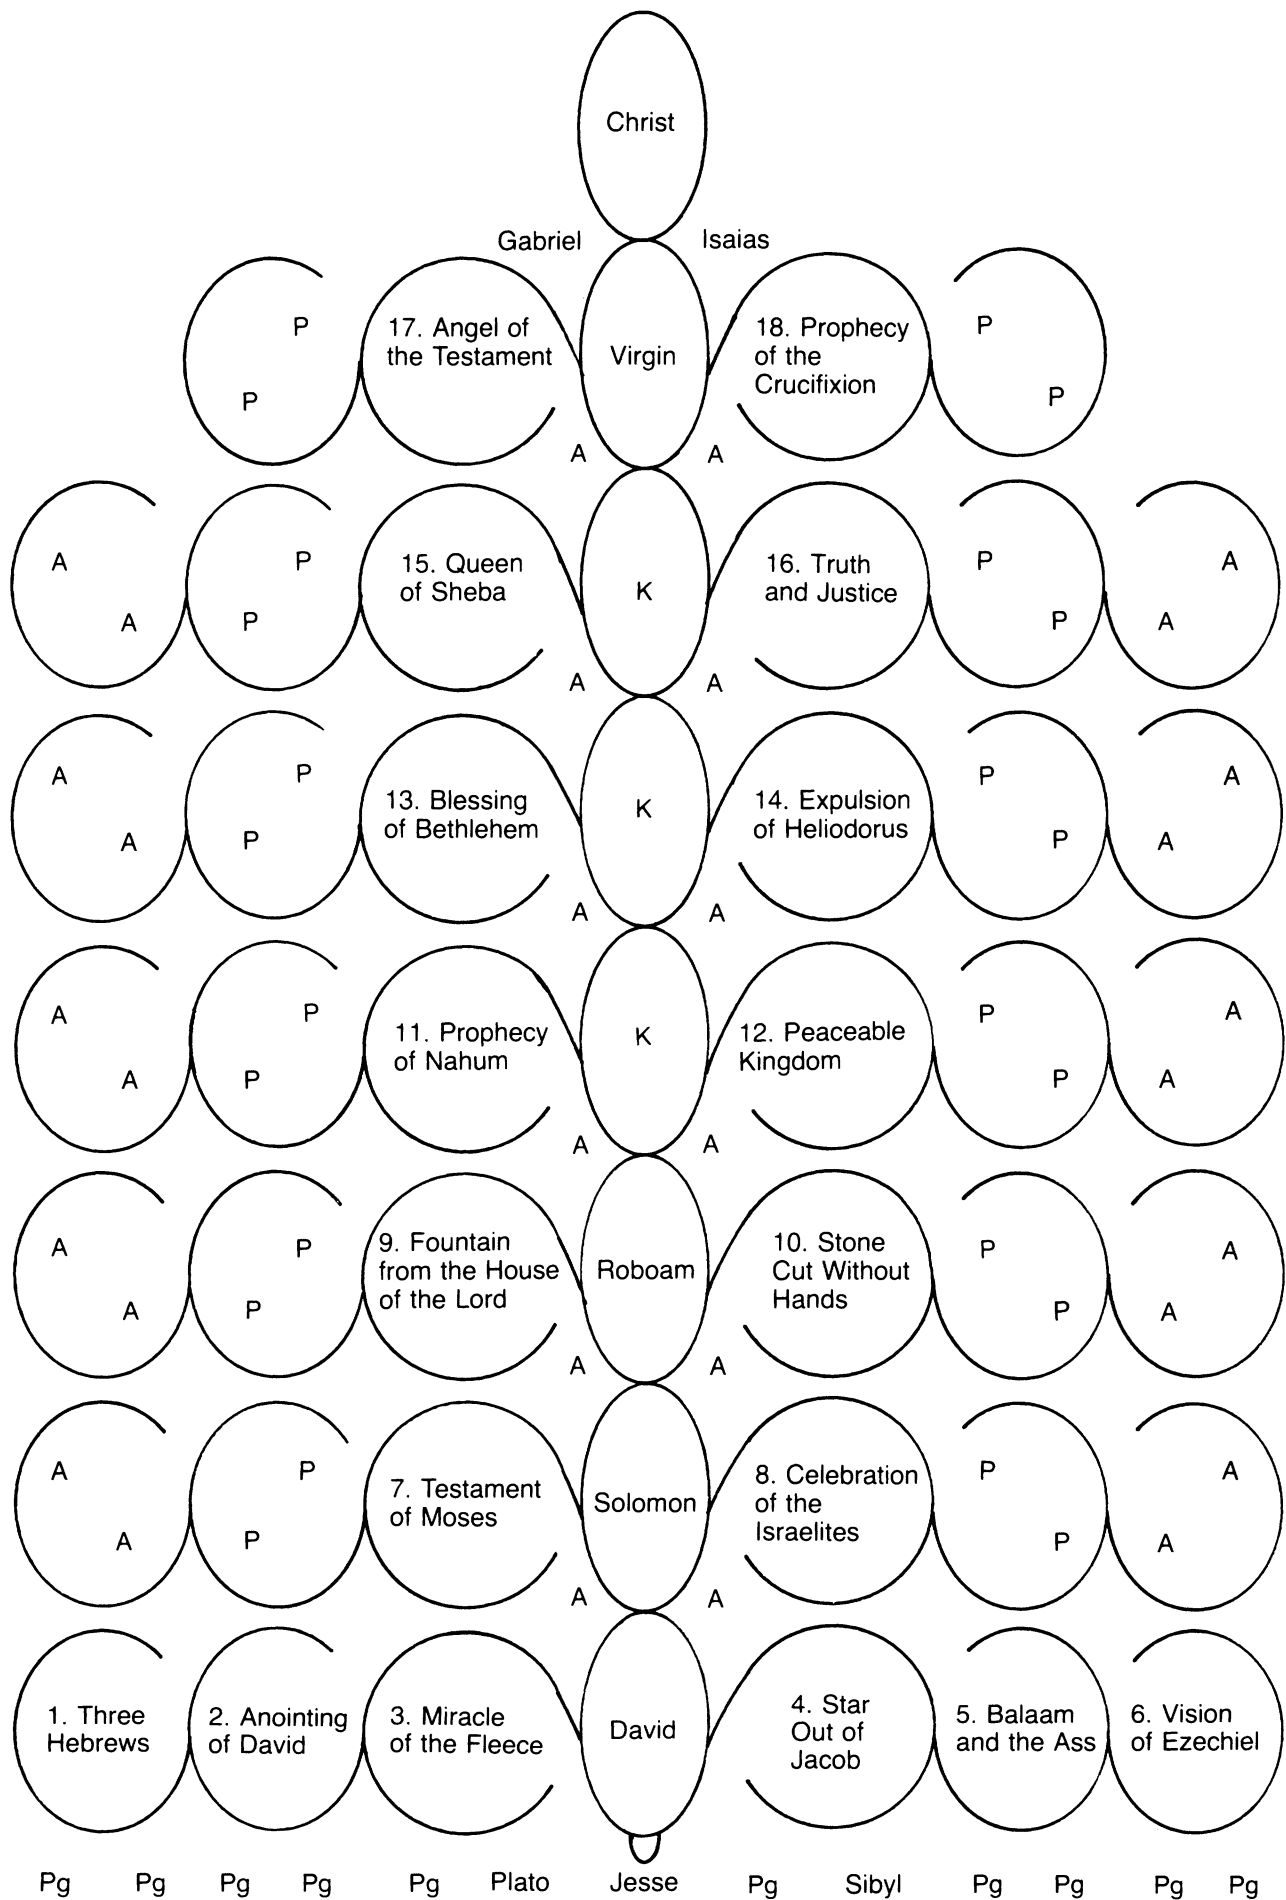 Christ
Gabriel Isaias
P 17. Angel of 18. Prophecy P
the Testament Virgin of the
P Crucifixion P
A A
A P 15. Queen 16. Truth P A
of Sheba K and Justice
A P P A
A A
A P 13. Blessing 14. Expulsion P A
of Bethlehem K of Heliodorus
A P P A
A A
A P 11. Prophecy K 12. Peaceable P A
of Nahum Kingdom
A P P A
A A
A P 9. Fountain 10. Stone P A
from the House Roboam Cut Without
of the Lord Hands
A P P A
A A
A P 7. Testament 8. Celebration P A
of Moses Solomon of the
Israelites
A P P A
A A
1. Three 2. Anointing 3. Miracle 4. Star 5. Balaam 6. Vision
Hebrews of David of the Fleece David Out of and the Ass of Ezechiel
Jacob
Pg Pg Pg Pg Pg Plato Jesse Pg Sibyl Pg Pg Pg Pg